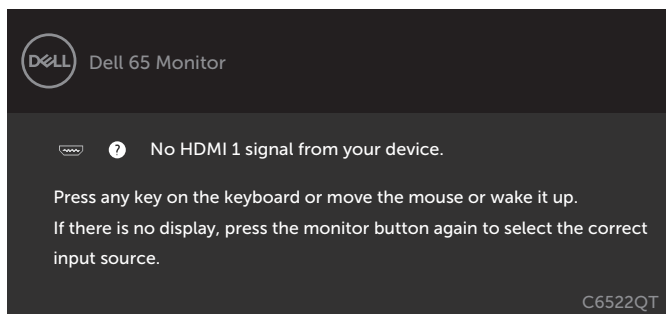 DELL
Dell 65 Monitor
? No HDMI 1 signal from your device.
Press any key on the keyboard or move the mouse or wake it up.
If there is no display, press the monitor button again to select the correct
input source.
C6522QT